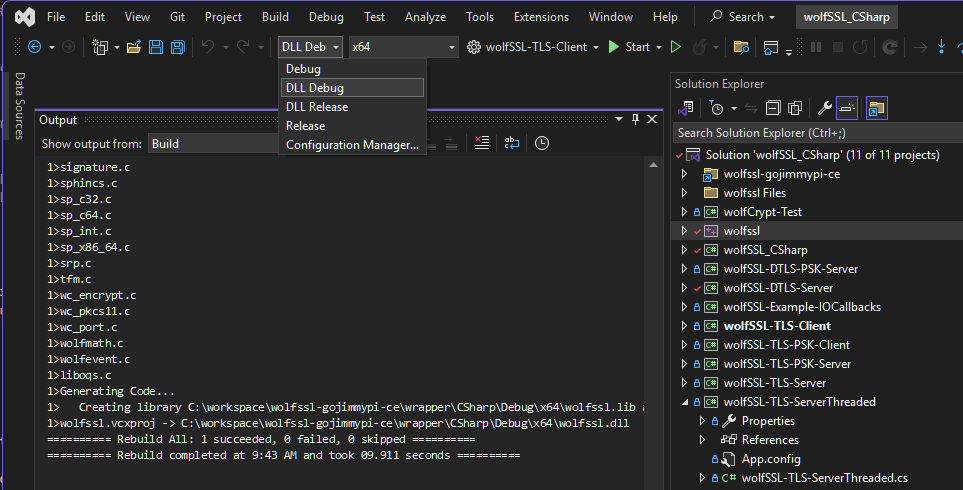 File Edit View Git Project Build Debug Test Analyze Tools Extensions Window Help Search wolfSSL_CSharp
DLL Deb x64 wolfSSL-TLS-Client Start
Debug
DLL Debug
DLL Release
Release
Configuration Manager...
Data Sources
Output
Show output from: Build
1>signature.c
1>sphincs.c
1>sp_c32.c
1>sp_c64.c
1>sp_int.c
1>sp_x86_64.c
1>srp.c
1>tfm.c
1>wc_encrypt.c
1>wc_pkcs11.c
1>wc_port.c
1>wolfmath.c
1>wolfevent.c
1>liboqs.c
1>Generating Code...
1>   Creating library C:\workspace\wolfssl-gojimmypi-ce\wrapper\CSharp\Debug\x64\wolfssl.lib
1>wolfssl.vcxproj -> C:\workspace\wolfssl-gojimmypi-ce\wrapper\CSharp\Debug\x64\wolfssl.dll
========== Rebuild All: 1 succeeded, 0 failed, 0 skipped ==========
========== Rebuild completed at 9:43 AM and took 09.911 seconds ==========
Solution Explorer
Search Solution Explorer (Ctrl+;)
Solution 'wolfSSL_CSharp' (11 of 11 projects)
wolfssl-gojimmypi-ce
wolfssl Files
C# wolfCrypt-Test
wolfssl
C# wolfSSL_CSharp
C# wolfSSL-DTLS-PSK-Server
C# wolfSSL-DTLS-Server
C# wolfSSL-Example-IOCallbacks
C# wolfSSL-TLS-Client
C# wolfSSL-TLS-PSK-Client
C# wolfSSL-TLS-PSK-Server
C# wolfSSL-TLS-Server
C# wolfSSL-TLS-ServerThreaded
Properties
References
App.config
C# wolfSSL-TLS-ServerThreaded.cs